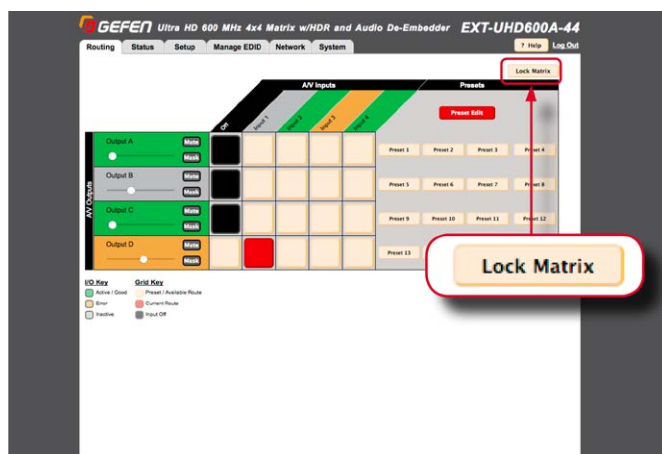 GEFEN Ultra HD 600 MHz 4x4 Matrix w/HDR and Audio De-Embedder EXT-UHD600A-44
Routing Status Setup Manage EDID Network System ? Help Log Out
Lock Matrix
A/V Inputs Presets
Off Input 1 Input 2 Input 3 Input 4
Preset Edit
A/V Outputs
Output A Mute
Mask
Preset 1 Preset 2 Preset 3 Preset 4
Output B Mute
Mask
Preset 5 Preset 6 Preset 7 Preset 8
Output C Mute
Mask
Preset 9 Preset 10 Preset 11 Preset 12
Output D Mute
Mask
Preset 13
Lock Matrix
I/O Key Grid Key
Active / Good Preset / Available Route
Error Current Route
Inactive Input Off